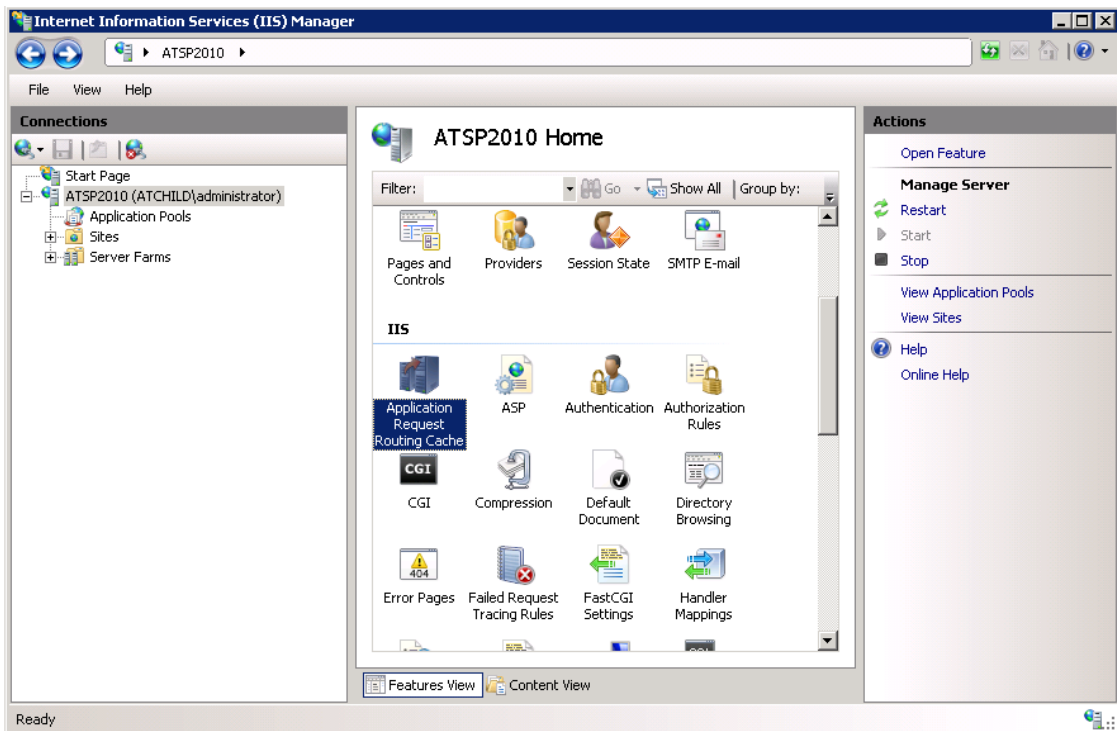 Internet Information Services (IIS) Manager
ATSP2010
File View Help
Connections
Start Page
ATSP2010 (ATCHILD\administrator)
Application Pools
Sites
Server Farms
ATSP2010 Home
Filter: Go Show All Group by:
Pages and Controls
Providers
Session State
SMTP E-mail
IIS
Application Request Routing Cache
ASP
Authentication
Authorization Rules
CGI
CGI
Compression
Default Document
Directory Browsing
404
Error Pages
Failed Request Tracing Rules
FastCGI Settings
Handler Mappings
Features View
Content View
Actions
Open Feature
Manage Server
Restart
Start
Stop
View Application Pools
View Sites
Help
Online Help
Ready